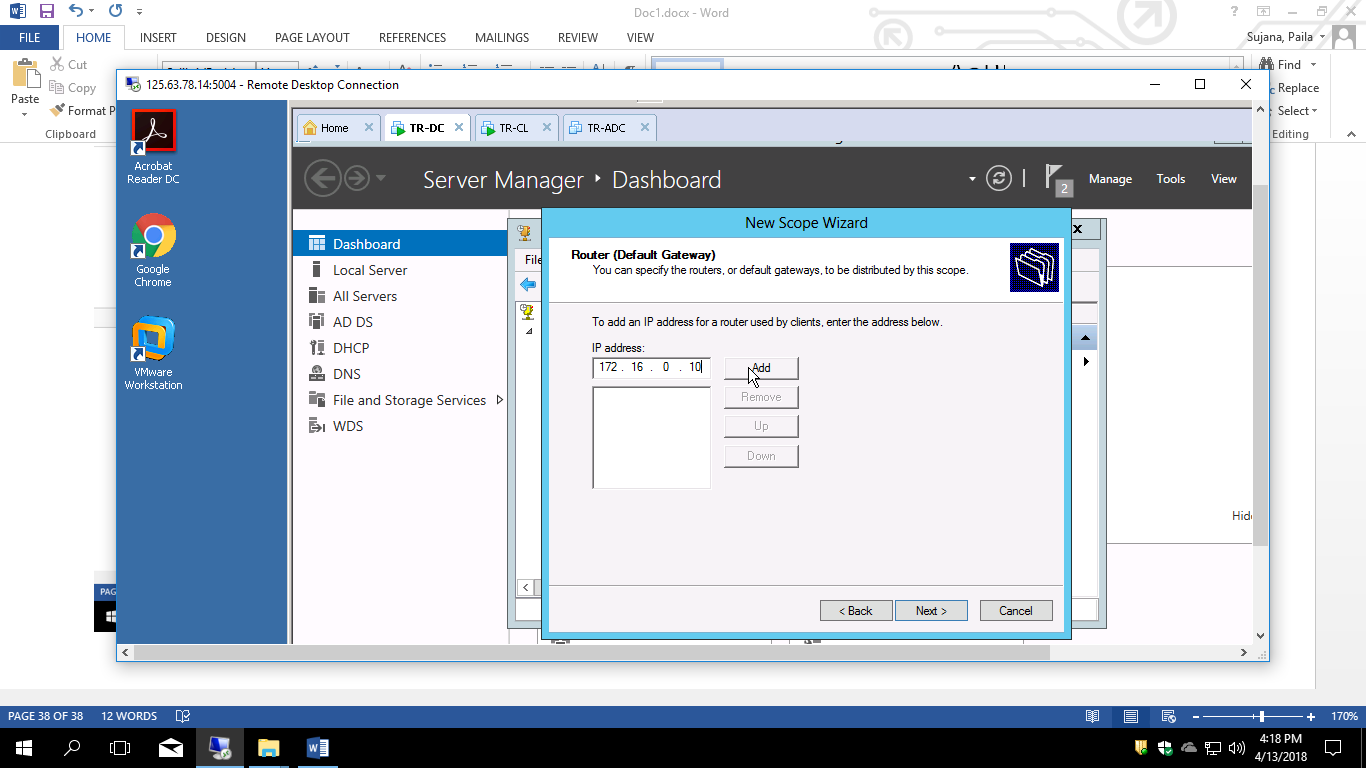 Doc1.docx - Word
FILE HOME INSERT DESIGN PAGE LAYOUT REFERENCES MAILINGS REVIEW VIEW
Sujana, Paila
Cut
Copy
Format P
Paste
Clipboard
Find
Replace
Select
Editing
125.63.78.14:5004 - Remote Desktop Connection
Acrobat
Reader DC
Google
Chrome
VMware
Workstation
Home TR-DC TR-CL TR-ADC
Server Manager Dashboard
2
Manage Tools View
Dashboard
Local Server
All Servers
AD DS
DHCP
DNS
File and Storage Services
WDS
File
New Scope Wizard
Router (Default Gateway)
You can specify the routers, or default gateways, to be distributed by this scope.
To add an IP address for a router used by clients, enter the address below.
IP address:
172 . 16 . 0 . 10
Add
Remove
Up
Down
< Back Next > Cancel
Hide
PAG
PAGE 38 OF 38 12 WORDS
170%
4:18 PM
4/13/2018